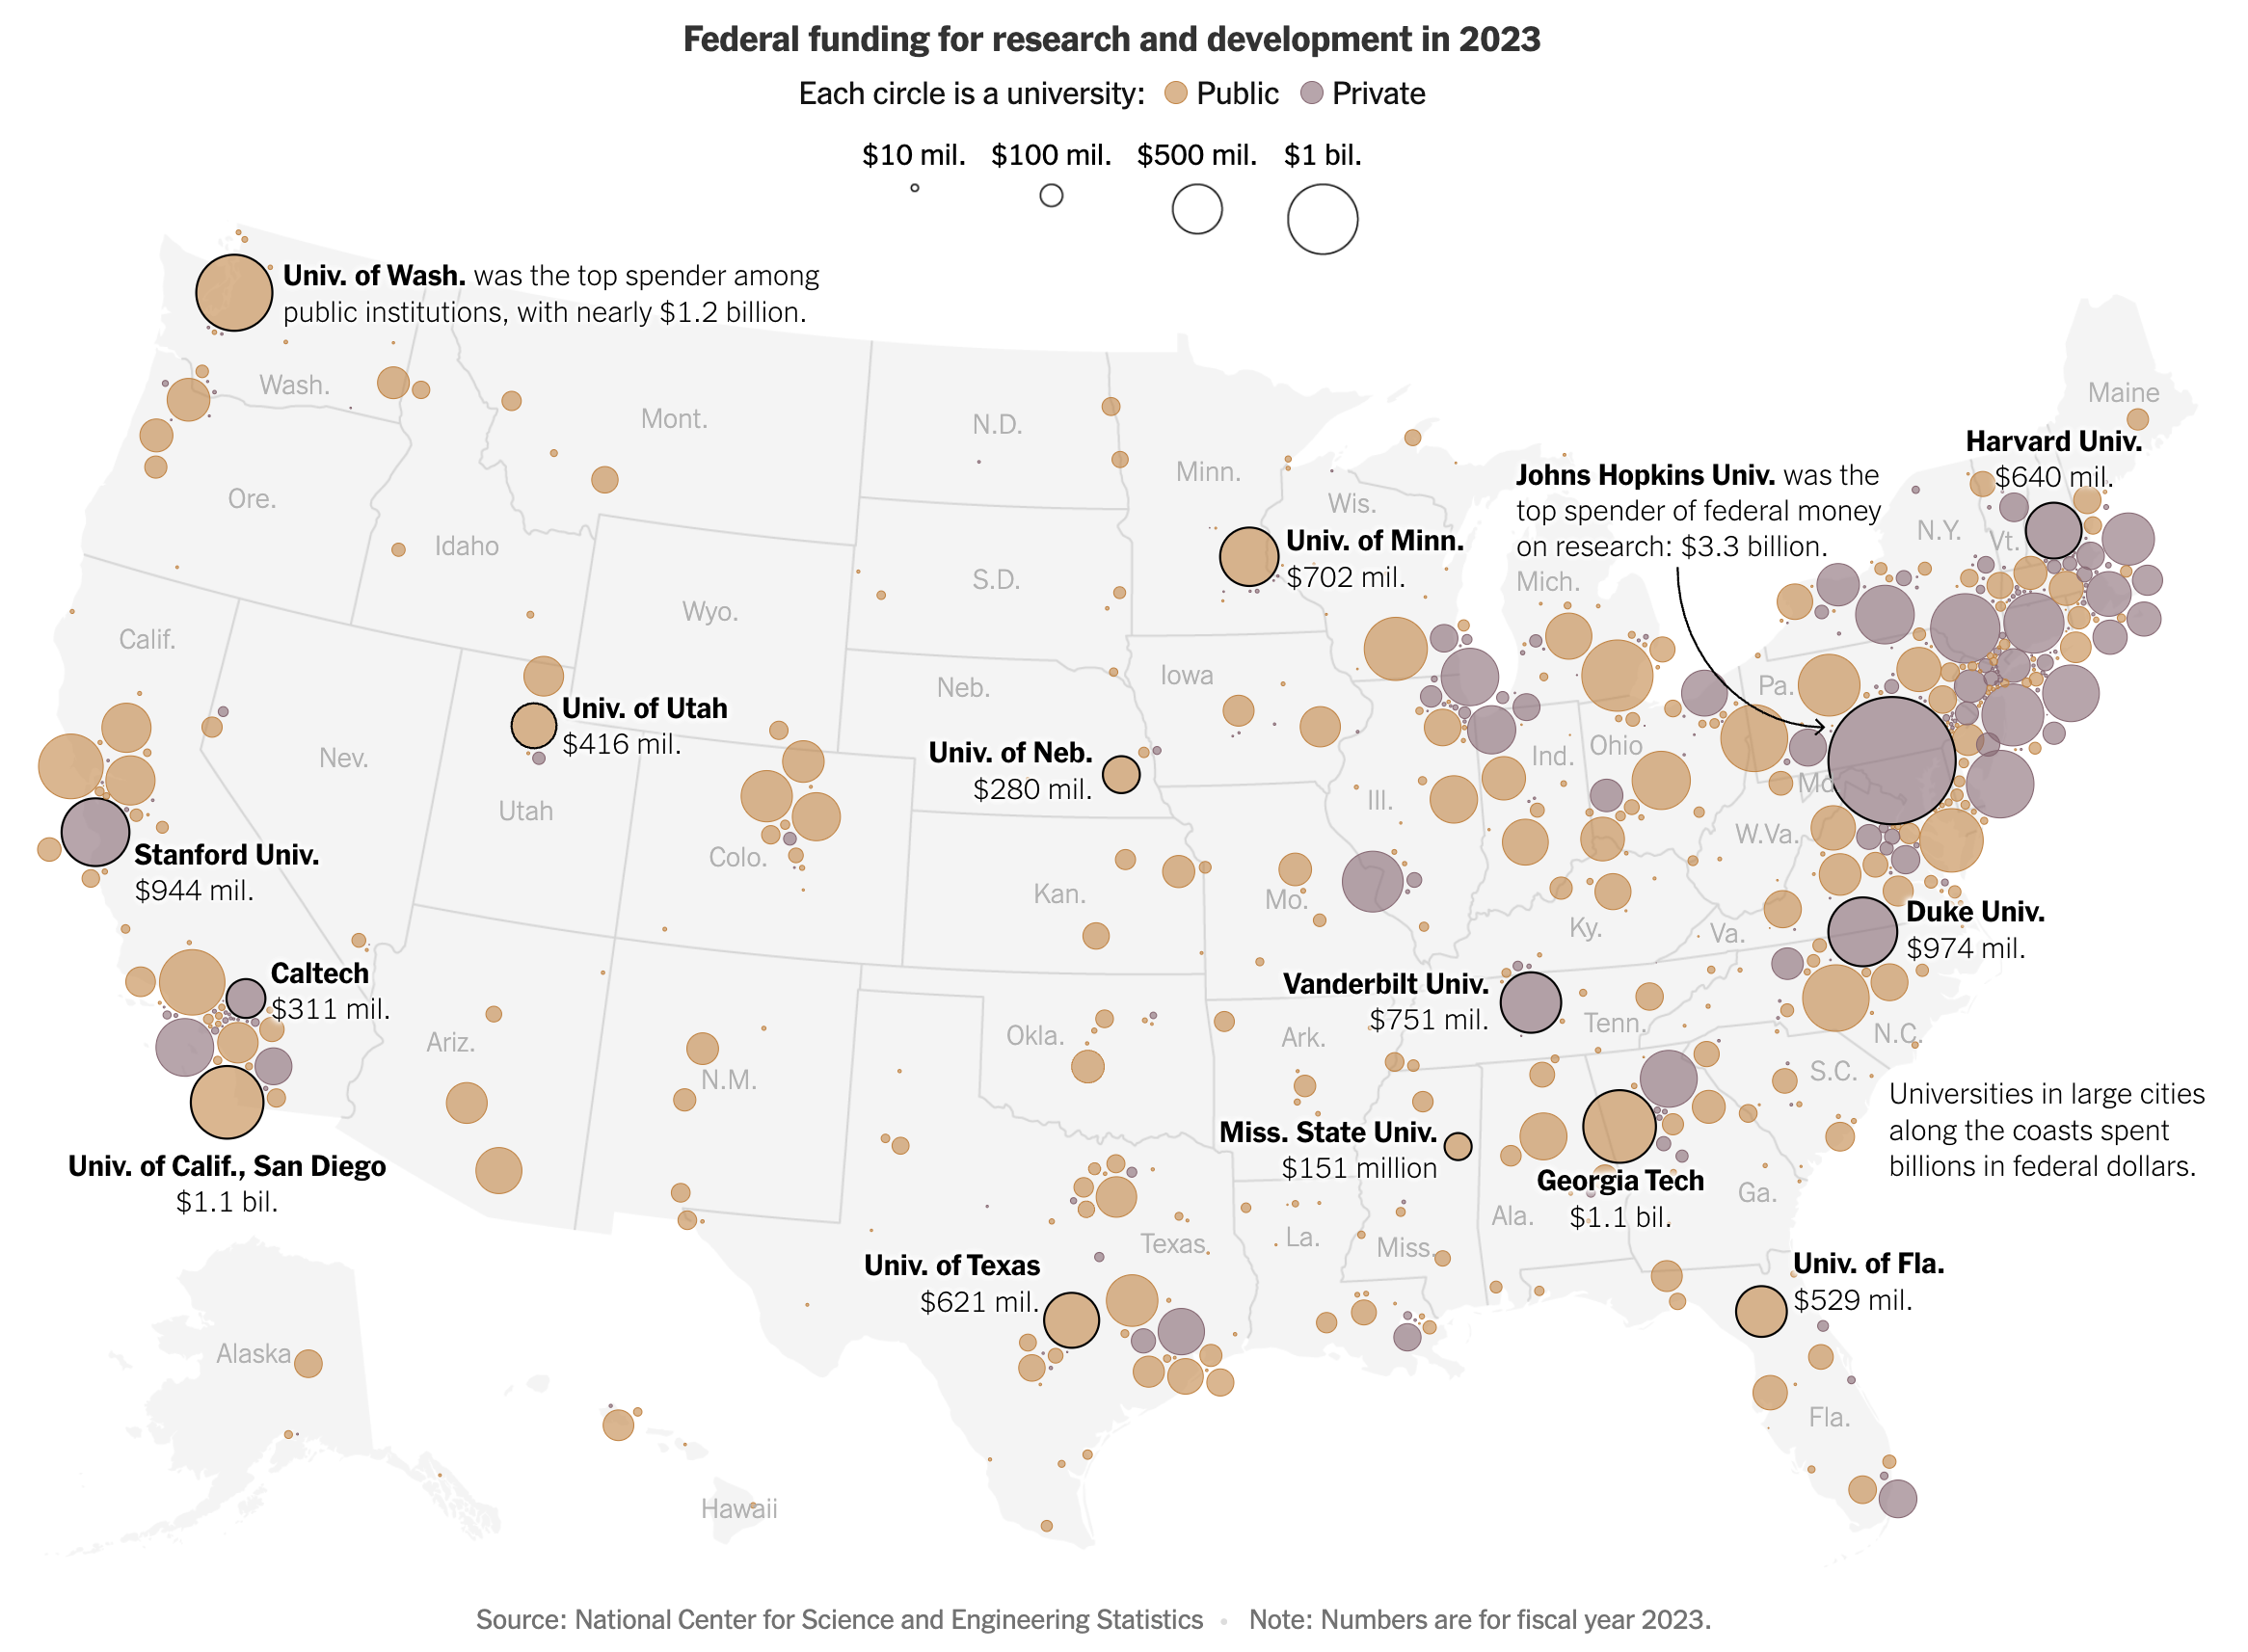 Federal funding for research and development in 2023
Each circle is a university: Public Private
$10 mil. $100 mil. $500 mil. $1 bil.
Univ. of Wash. was the top spender among
public institutions, with nearly $1.2 billion.
Wash.
Mont.
N.D.
Minn.
Wis.
Maine
Harvard Univ.
$640 mil.
Johns Hopkins Univ. was the
top spender of federal money
on research: $3.3 billion.
Ore.
Idaho
Univ. of Minn.
$702 mil.
N.Y.
Vt.
Mich.
S.D.
Wyo.
Calif.
Neb.
Iowa
Pa.
Univ. of Utah
$416 mil.
Nev.
Univ. of Neb.
$280 mil.
Ind.
Ohio
Md.
Utah
Ill.
W.Va.
Colo.
Stanford Univ.
$944 mil.
Kan.
Mo.
Ky.
Va.
Duke Univ.
$974 mil.
Caltech
$311 mil.
Vanderbilt Univ.
$751 mil.
Ariz.
N.M.
Okla.
Ark.
Tenn.
N.C.
S.C.
Universities in large cities
along the coasts spent
billions in federal dollars.
Miss. State Univ.
$151 million
Univ. of Calif., San Diego
$1.1 bil.
Georgia Tech
$1.1 bil.
Ala.
Ga.
Texas
La.
Miss.
Univ. of Texas
$621 mil.
Univ. of Fla.
$529 mil.
Alaska
Fla.
Hawaii
Source: National Center for Science and Engineering Statistics • Note: Numbers are for fiscal year 2023.